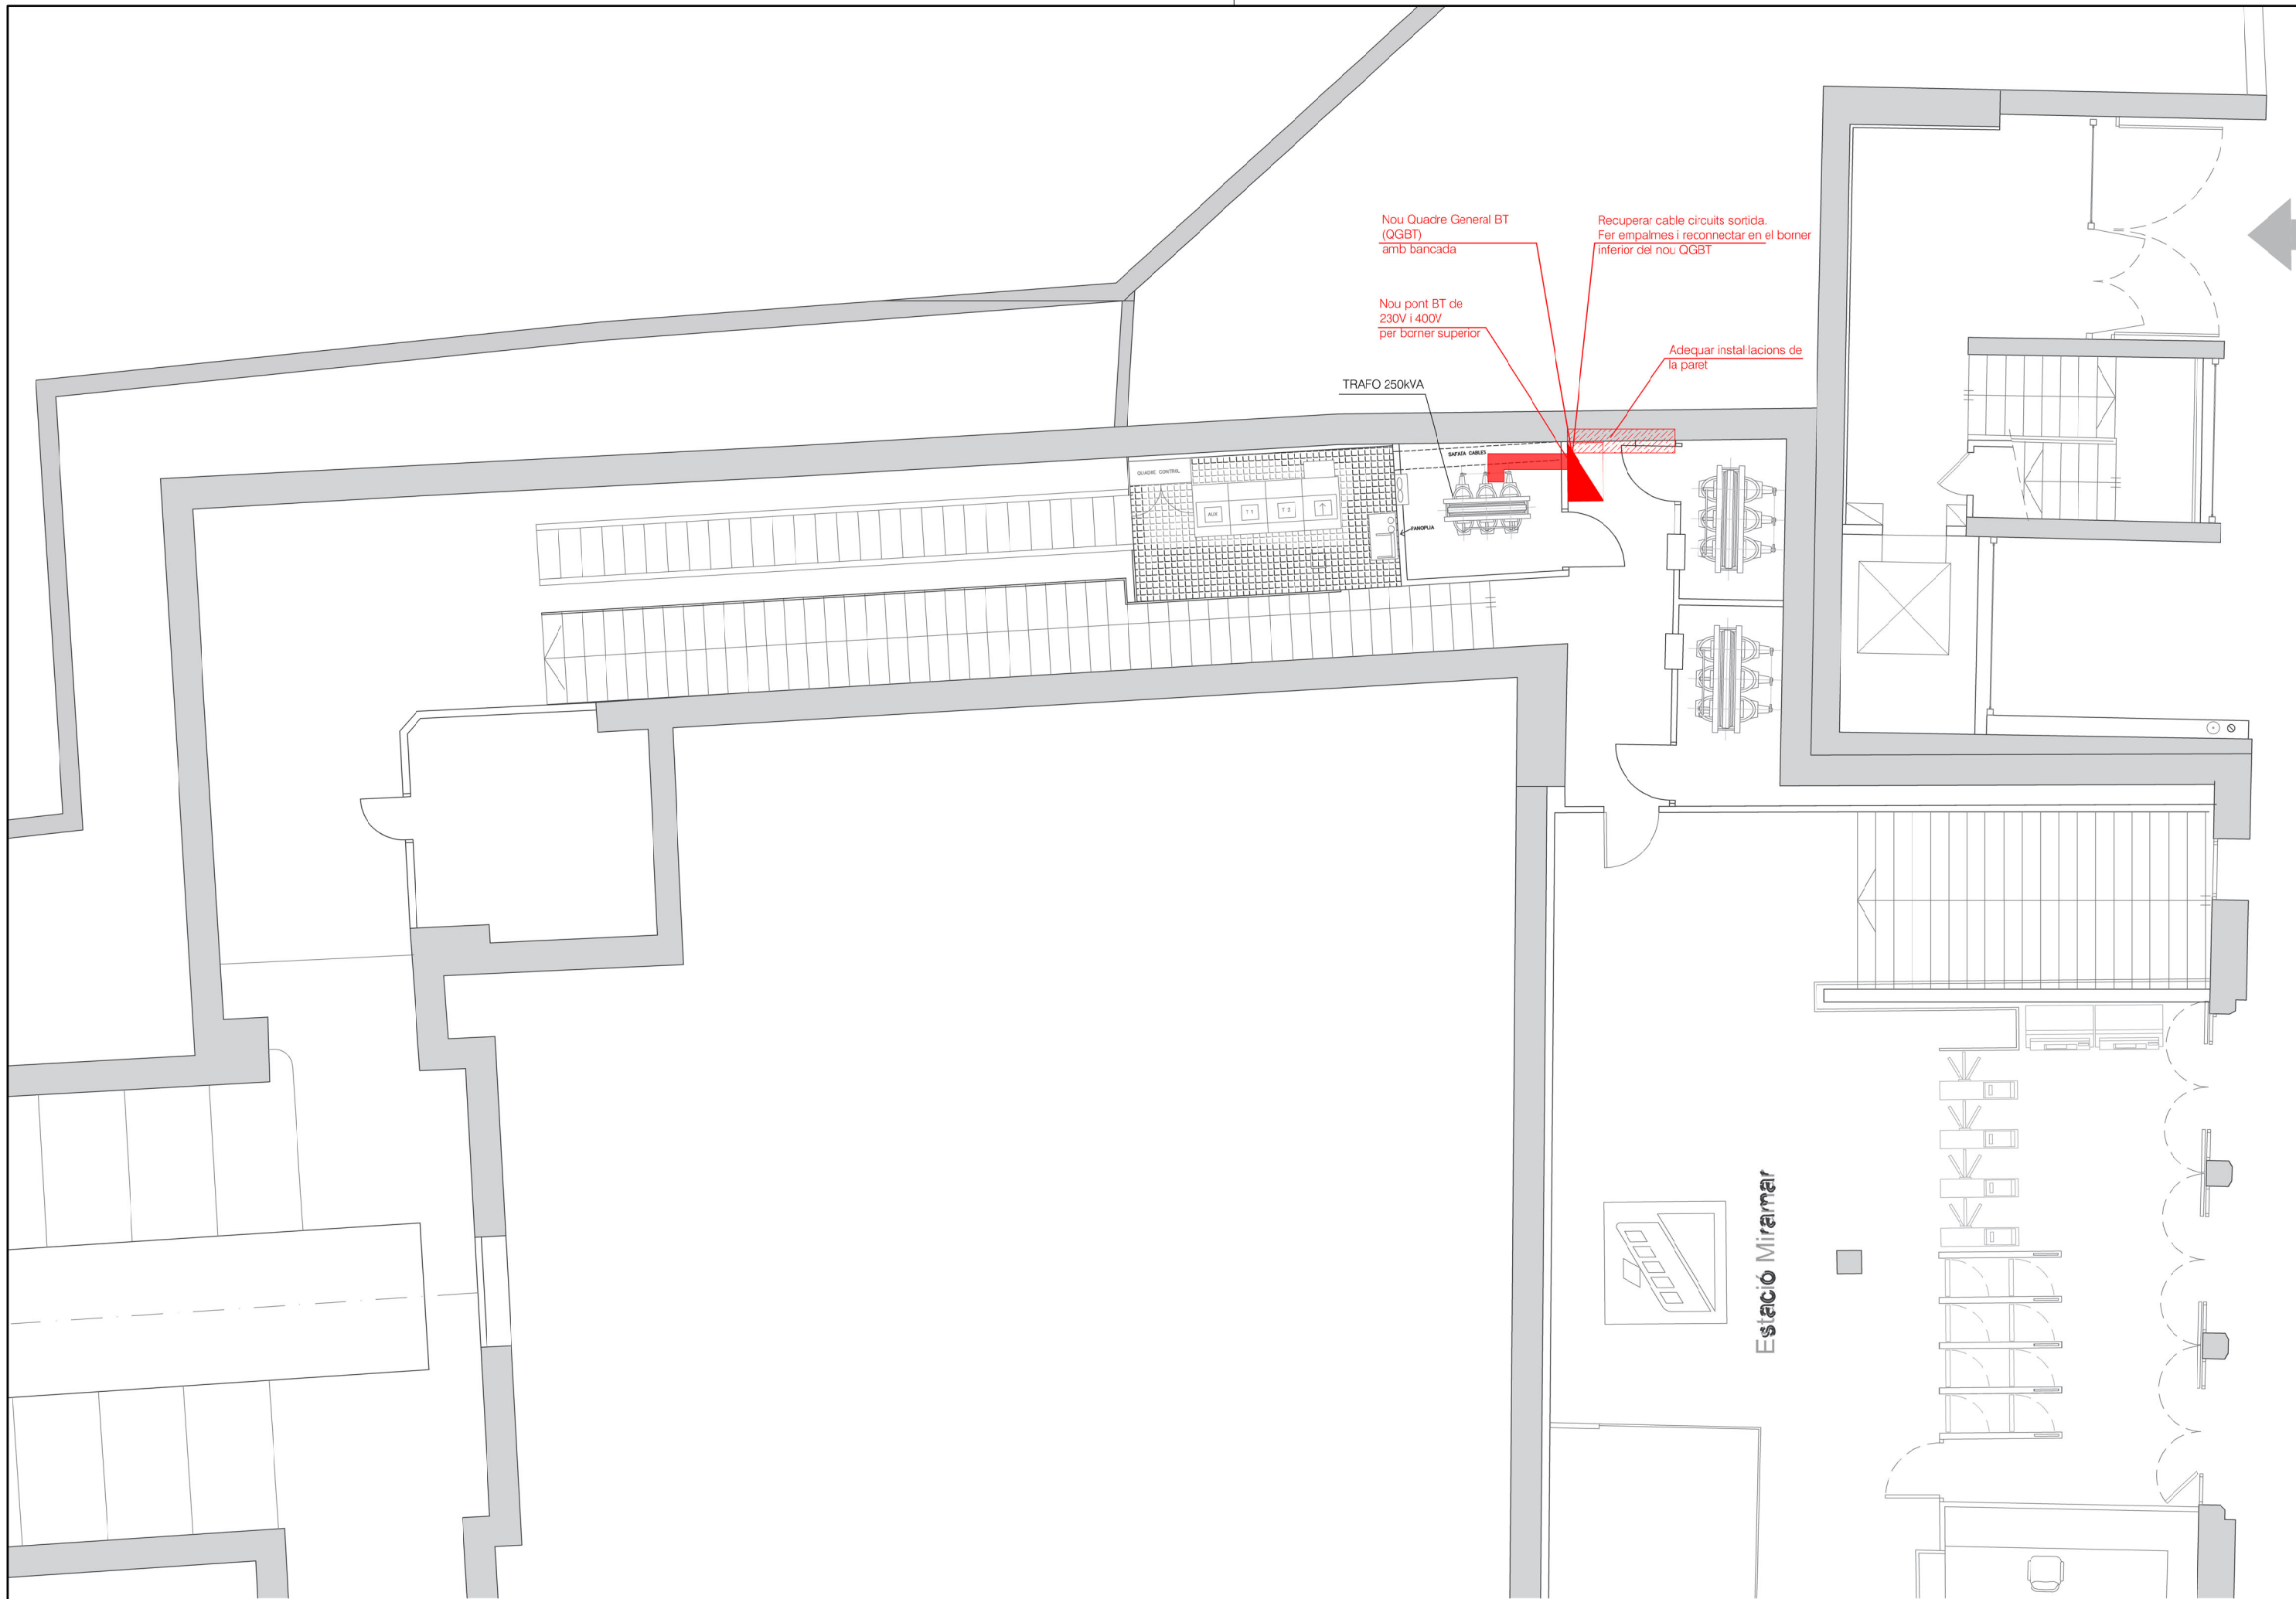 Nou Quadre General BT
(QGBT)
amb bancada
Recuperar cable circuits sortida.
Fer empalmes i reconnectar en el borner
inferior del nou QGBT
Nou pont BT de
230V i 400V
per borner superior
Adequar instal·lacions de
la paret
TRAFO 250kVA
SAFATA CABLES
QUADRE CONTROL
AUX
T 1
T 2
PANOPLIA
Estació Miramar